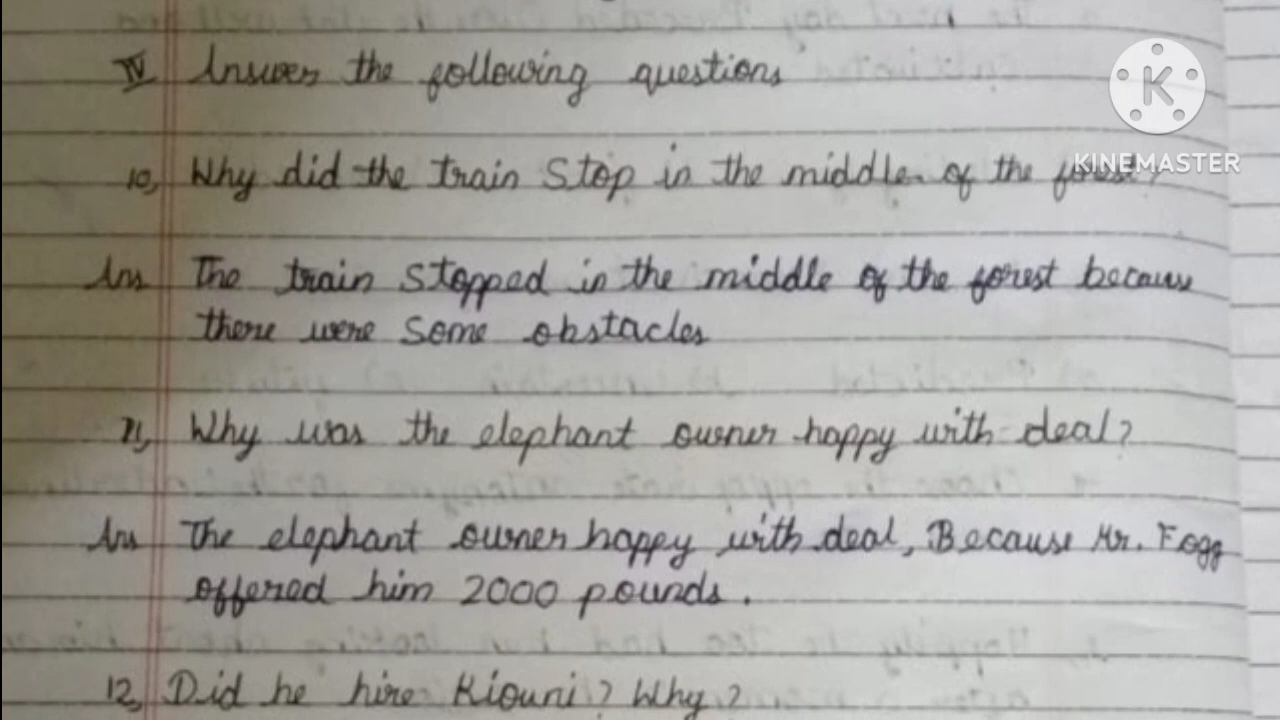 IV Answer the following questions
K
KINEMASTER
10, Why did the train stop in the middle of the forest?
Ans The train stopped in the middle of the forest because
there were some obstacles
11, Why was the elephant owner happy with deal?
Ans The elephant owner happy with deal, Because Mr. Fogg
offered him 2000 pounds.
12, Did he hire Kiouni? Why?